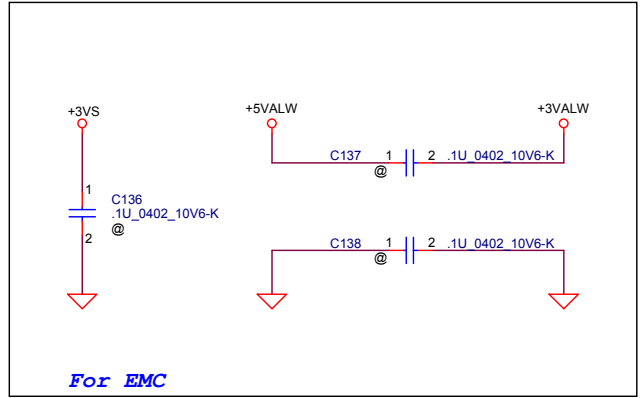 +3VS
+5VALW
+3VALW
C137 1 2 .1U_0402_10V6-K
@
1
C136
.1U_0402_10V6-K
@
2
C138 1 2 .1U_0402_10V6-K
@
For EMC